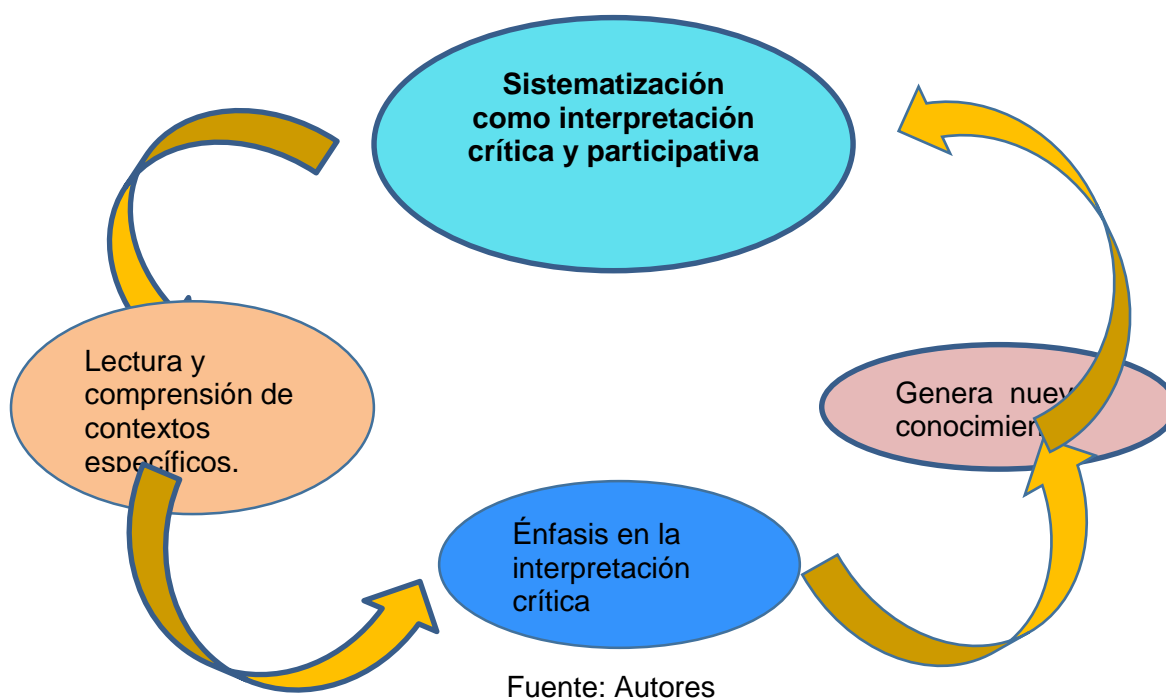 Sistematización
como interpretación
crítica y participativa
Lectura y
comprensión de
contextos
específicos.
Genera
Énfasis en la
interpretación
crítica
Fuente: Autores